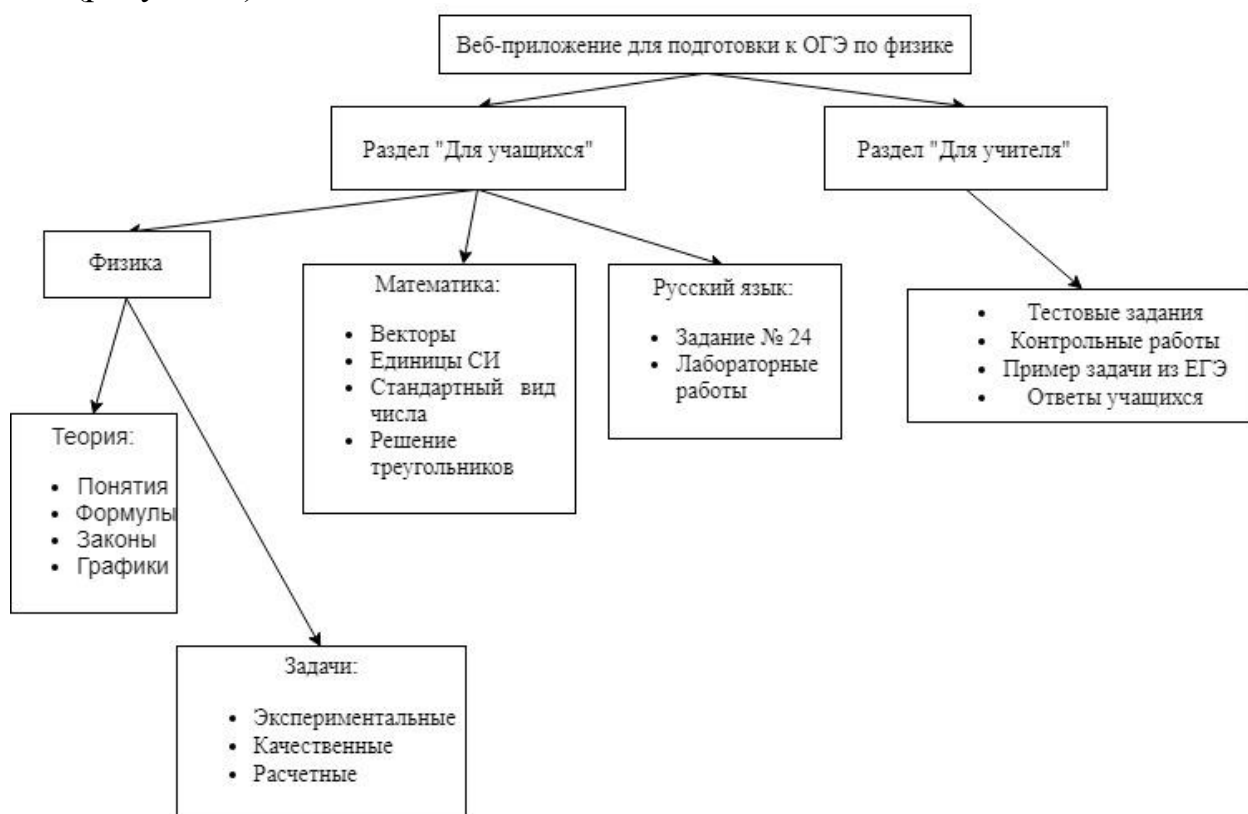 Веб-приложение для подготовки к ОГЭ по физике
Раздел "Для учащихся"
Раздел "Для учителя"
Физика
Математика:
• Векторы
• Единицы СИ
• Стандартный вид
числа
• Решение
треугольников
Русский язык:
• Задание № 24
• Лабораторные
работы
• Тестовые задания
• Контрольные работы
• Пример задачи из ЕГЭ
• Ответы учащихся
Теория:
• Понятия
• Формулы
• Законы
• Графики
Задачи:
• Экспериментальные
• Качественные
• Расчетные